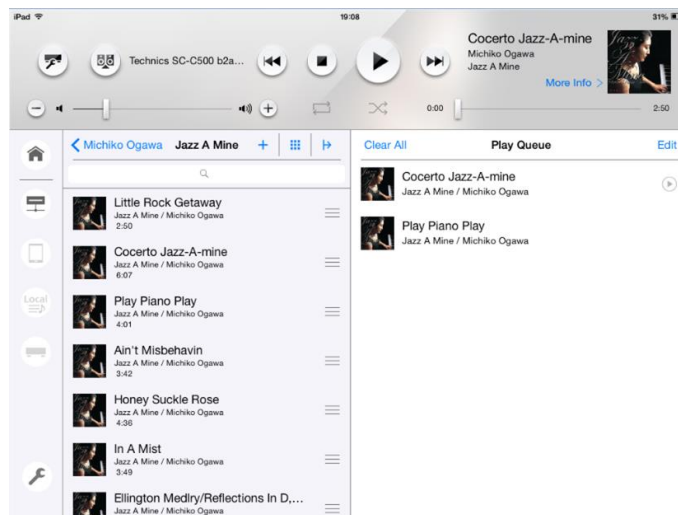 iPad
19:08
31%
Technics SC-C500 b2a...
Cocerto Jazz-A-mine
Michiko Ogawa
Jazz A Mine
More Info >
0:00
2:50
Michiko Ogawa
Jazz A Mine
Clear All
Play Queue
Edit
Little Rock Getaway
Jazz A Mine / Michiko Ogawa
2:50
Cocerto Jazz-A-mine
Jazz A Mine / Michiko Ogawa
6:07
Play Piano Play
Jazz A Mine / Michiko Ogawa
4:01
Ain't Misbehavin
Jazz A Mine / Michiko Ogawa
3:42
Honey Suckle Rose
Jazz A Mine / Michiko Ogawa
4:36
In A Mist
Jazz A Mine / Michiko Ogawa
3:49
Ellington Medlry/Reflections In D,...
Jazz A Mine / Michiko Ogawa
Cocerto Jazz-A-mine
Jazz A Mine / Michiko Ogawa
Play Piano Play
Jazz A Mine / Michiko Ogawa
Local